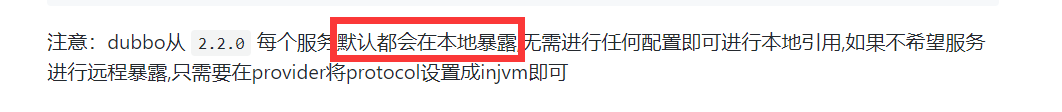 注意：dubbo从 2.2.0 每个服务默认都会在本地暴露,无需进行任何配置即可进行本地引用,如果不希望服务
进行远程暴露,只需要在provider将protocol设置成injvm即可